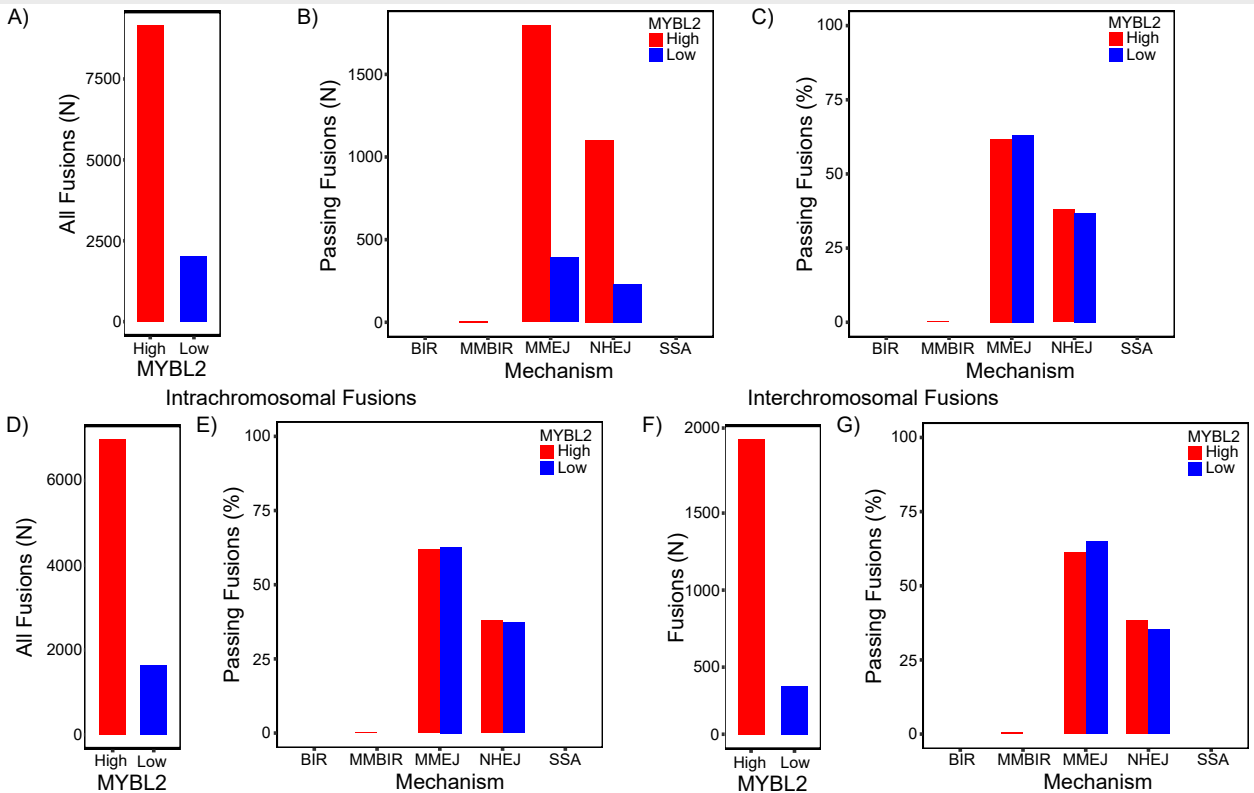 A)
All Fusions (N)
7500
5000
2500
0
High Low
MYBL2
B)
Passing Fusions (N)
1500
1000
500
0
MYBL2
High
Low
BIR MMBIR MMEJ NHEJ SSA
Mechanism
C)
Passing Fusions (%)
100
75
50
25
0
MYBL2
High
Low
BIR MMBIR MMEJ NHEJ SSA
Mechanism
Intrachromosomal Fusions
D)
All Fusions (N)
6000
4000
2000
0
High Low
MYBL2
E)
Passing Fusions (%)
100
75
50
25
0
MYBL2
High
Low
BIR MMBIR MMEJ NHEJ SSA
Mechanism
Interchromosomal Fusions
F)
Fusions (N)
2000
1500
1000
500
0
High Low
MYBL2
G)
Passing Fusions (%)
100
75
50
25
0
MYBL2
High
Low
BIR MMBIR MMEJ NHEJ SSA
Mechanism